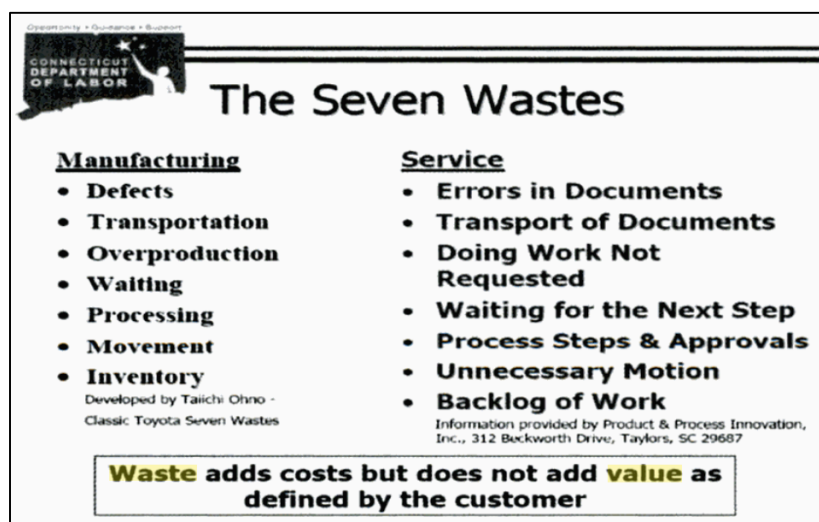 Opportunity • Guidance • Support
CONNECTICUT
DEPARTMENT
OF LABOR
The Seven Wastes
Manufacturing
• Defects
• Transportation
• Overproduction
• Waiting
• Processing
• Movement
• Inventory
Developed by Taiichi Ohno -
Classic Toyota Seven Wastes
Service
• Errors in Documents
• Transport of Documents
• Doing Work Not
Requested
• Waiting for the Next Step
• Process Steps & Approvals
• Unnecessary Motion
• Backlog of Work
Information provided by Product & Process Innovation,
Inc., 312 Beckworth Drive, Taylors, SC 29687
Waste adds costs but does not add value as
defined by the customer